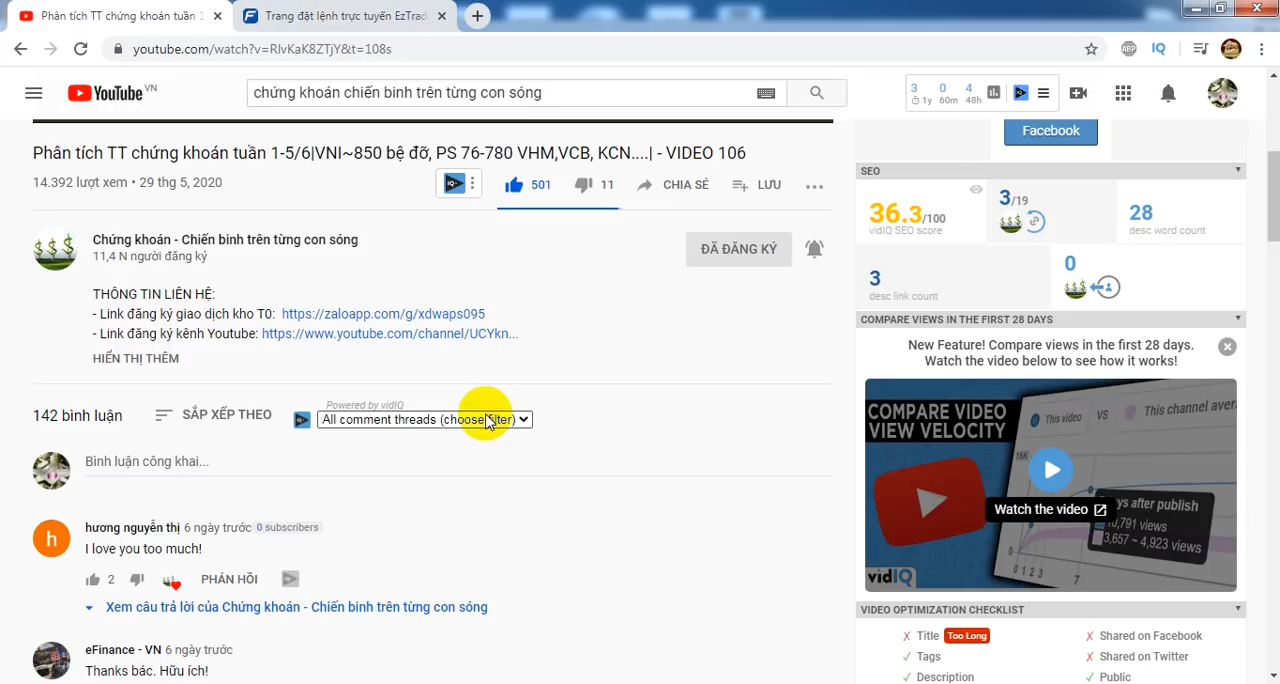 Phân tích TT chứng khoán tuần 1
Trang đặt lệnh trực tuyến EzTrad
youtube.com/watch?v=RlvKaK8ZTjY&t=108s
ABP
IQ
YouTube VN
chứng khoán chiến binh trên từng con sóng
3 0 4
1y 60m 48h
Facebook
Phân tích TT chứng khoán tuần 1-5/6|VNI~850 bệ đỡ, PS 76-780 VHM,VCB, KCN....| - VIDEO 106
14.392 lượt xem • 29 thg 5, 2020
501
11
CHIA SẺ
LƯU
SEO
36.3/100
vidIQ SEO score
3/19
28
desc word count
3
desc link count
0
Chứng khoán - Chiến binh trên từng con sóng
11,4 N người đăng ký
ĐÃ ĐĂNG KÝ
THÔNG TIN LIÊN HỆ:
- Link đăng ký giao dịch kho T0: https://zaloapp.com/g/xdwaps095
- Link đăng ký kênh Youtube: https://www.youtube.com/channel/UCYkn...
HIỂN THỊ THÊM
COMPARE VIEWS IN THE FIRST 28 DAYS
New Feature! Compare views in the first 28 days.
Watch the video below to see how it works!
COMPARE VIDEO
VIEW VELOCITY
This video
VS
This channel aver
16K
Watch the video
ys after publish
10,791 views
3,657 ~ 4,923 views
0 1 2 3 7
vidIQ
142 bình luận
SẮP XẾP THEO
Powered by vidIQ
All comment threads (choose filter)
Bình luận công khai...
h
hương nguyễn thị 6 ngày trước 0 subscribers
I love you too much!
2
PHẢN HỒI
Xem câu trả lời của Chứng khoán - Chiến binh trên từng con sóng
eFinance - VN 6 ngày trước
Thanks bác. Hữu ích!
VIDEO OPTIMIZATION CHECKLIST
Title Too Long
Shared on Facebook
Tags
Shared on Twitter
Description
Public